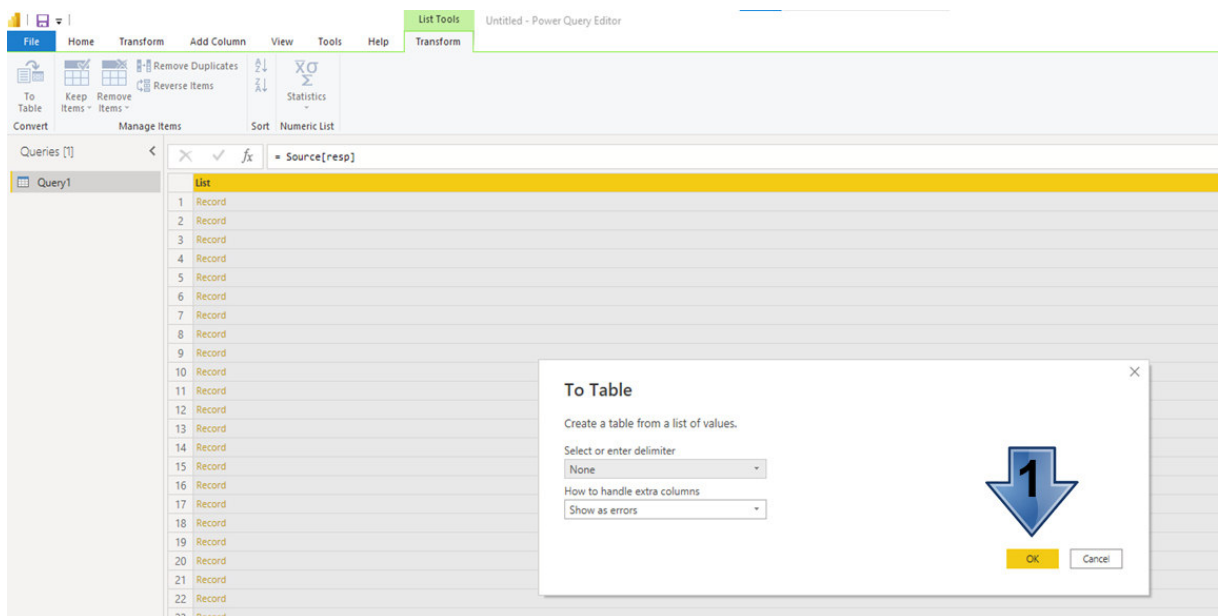 List Tools Untitled - Power Query Editor
File Home Transform Add Column View Tools Help Transform
To Table
Keep Items
Remove Items
Remove Duplicates
Reverse Items
A Z
Z A
X σ Σ
Statistics
Convert Manage Items Sort Numeric List
Queries [1]
fx = Source[resp]
Query1
List
1 Record
2 Record
3 Record
4 Record
5 Record
6 Record
7 Record
8 Record
9 Record
10 Record
11 Record
12 Record
13 Record
14 Record
15 Record
16 Record
17 Record
18 Record
19 Record
20 Record
21 Record
22 Record
23 Record
To Table
Create a table from a list of values.
Select or enter delimiter
None
How to handle extra columns
Show as errors
1
OK Cancel